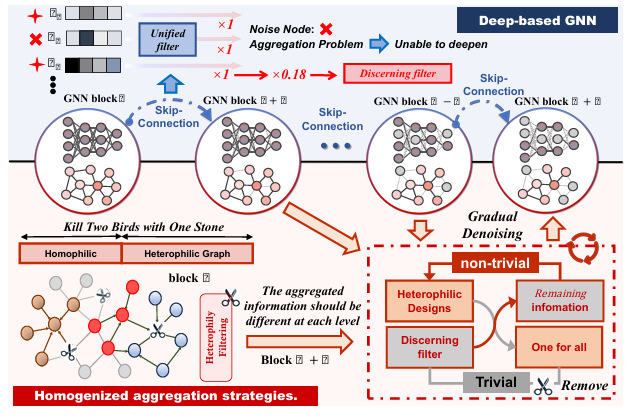 Deep-based GNN
×1
Unified
filter
×1
Noise Node:
Aggregation Problem
Unable to deepen
×1
×0.18
Discerning filter
GNN block
Skip-
Connection
GNN block + 
Skip-
Connection
GNN block − 
Skip-
Connection
GNN block + 
Kill Two Birds with One Stone
Homophilic
Heterophilic Graph
block
Heterophily
Filtering
The aggregated
information should be
different at each level
Block + 
Gradual
Denoising
non-trivial
Heterophilic
Designs
Remaining
infomation
Discerning
filter
One for all
Trivial
Remove
Homogenized aggregation strategies.